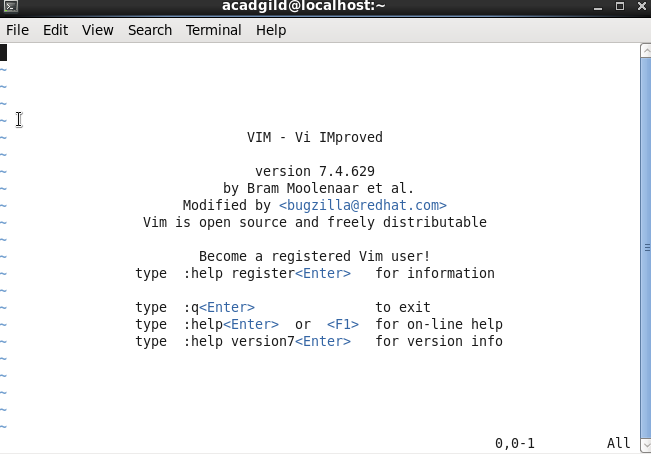 acadgild@localhost:~
File Edit View Search Terminal Help
~
~
~
~
~
VIM - Vi IMproved
~
~
version 7.4.629
~
by Bram Moolenaar et al.
~
Modified by <bugzilla@redhat.com>
~
Vim is open source and freely distributable
~
~
Become a registered Vim user!
~
type :help register<Enter> for information
~
~
type :q<Enter> to exit
~
type :help<Enter> or <F1> for on-line help
~
type :help version7<Enter> for version info
~
~
~
~
~
0,0-1 All